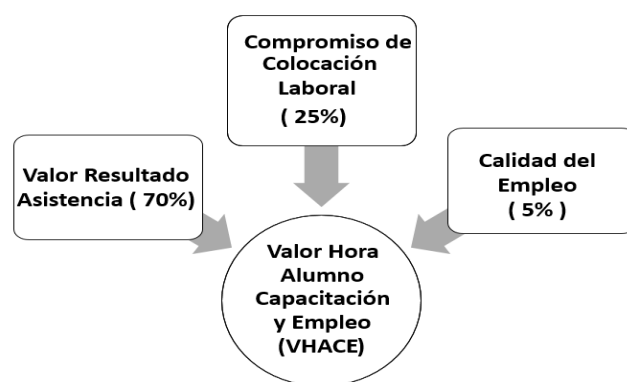 Compromiso de
Colocación
Laboral
( 25%)
Valor Resultado
Asistencia ( 70%)
Calidad del
Empleo
( 5% )
Valor Hora
Alumno
Capacitación
y Empleo
(VHACE)